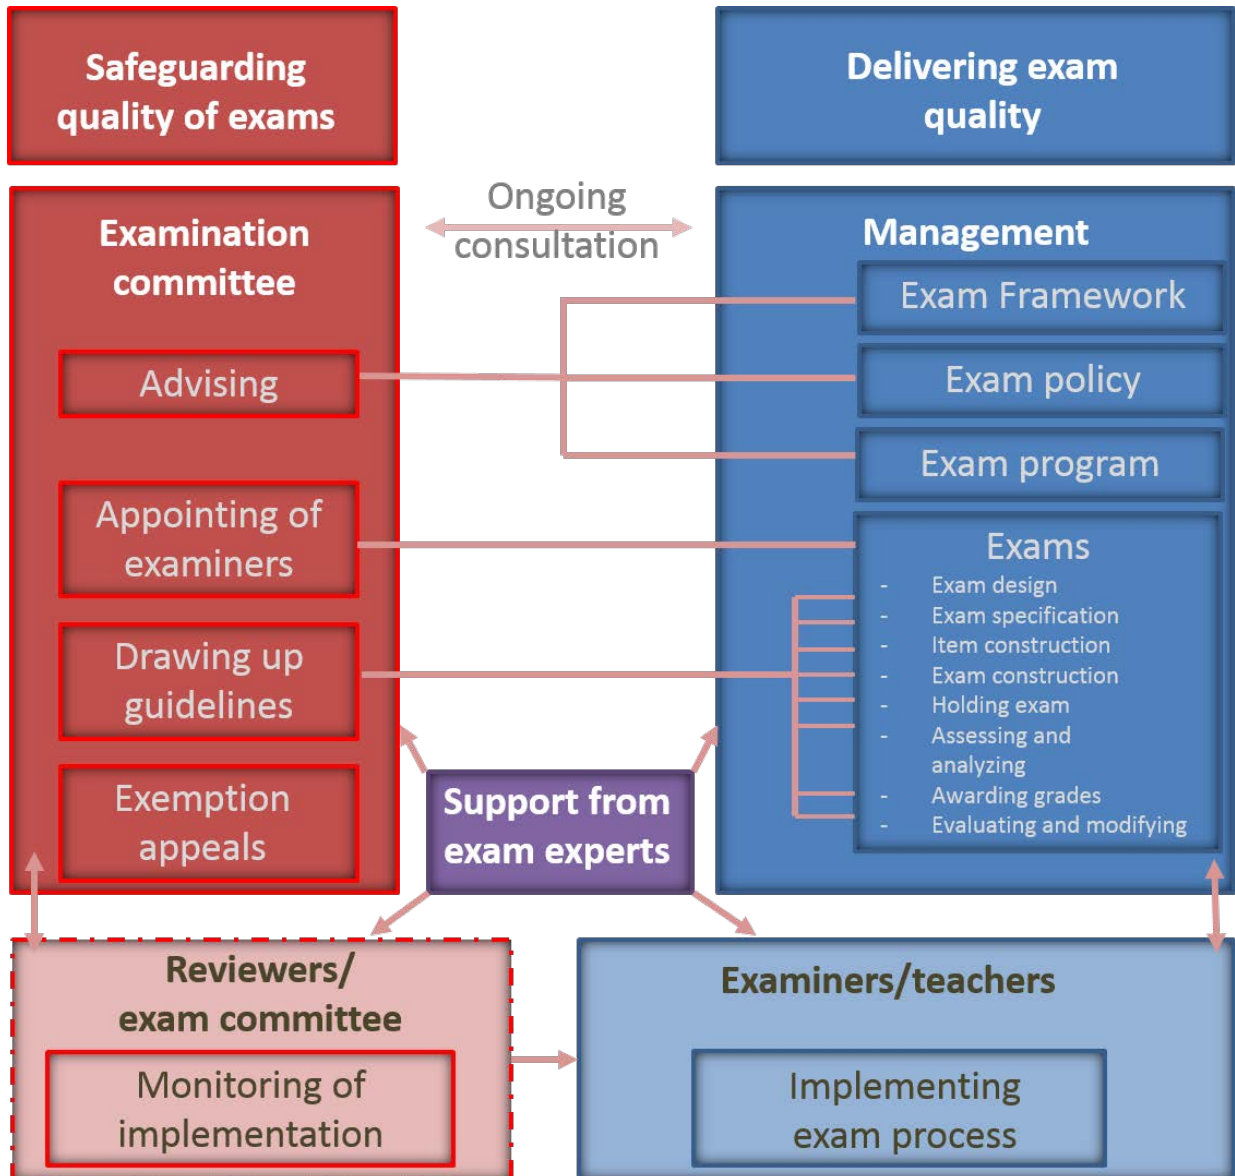 Safeguarding
quality of exams
Delivering exam
quality
Examination
committee
Advising
Appointing of
examiners
Drawing up
guidelines
Exemption
appeals
Ongoing
consultation
Management
Exam Framework
Exam policy
Exam program
Exams
- Exam design
- Exam specification
- Item construction
- Exam construction
- Holding exam
- Assessing and
analyzing
- Awarding grades
- Evaluating and modifying
Support from
exam experts
Reviewers/
exam committee
Monitoring of
implementation
Examiners/teachers
Implementing
exam process